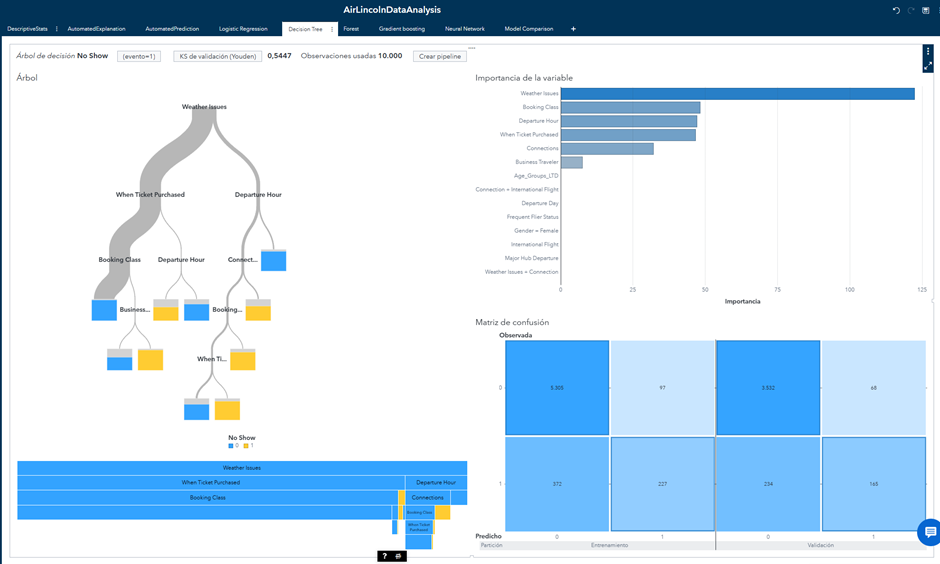 AirLincolnDataAnalysis
DescriptiveStats AutomatedExplanation AutomatedPrediction Logistic Regression Decision Tree Forest Gradient boosting Neural Network Model Comparison +
Árbol de decisión No Show (evento=1) KS de validación (Youden) 0,5447 Observaciones usadas 10.000 Crear pipeline
Árbol
Weather Issues
When Ticket Purchased Departure Hour
Booking Class Departure Hour Connect...
Business... Booking...
When Ti...
No Show
0 1
Weather Issues
When Ticket Purchased Departure Hour
Booking Class Connections
Booking Class
When Ticket
Purchased
?
Importancia de la variable
Weather Issues
Booking Class
Departure Hour
When Ticket Purchased
Connections
Business Traveler
Age_Groups_LTD
Connection = International Flight
Departure Day
Frequent Flier Status
Gender = Female
International Flight
Major Hub Departure
Weather Issues = Connection
0 25 50 75 100 125
Importancia
Matriz de confusión
Observada
0 5.305 97 3.532 68
1 372 227 234 165
Predicho 0 1 0 1
Partición Entrenamiento Validación